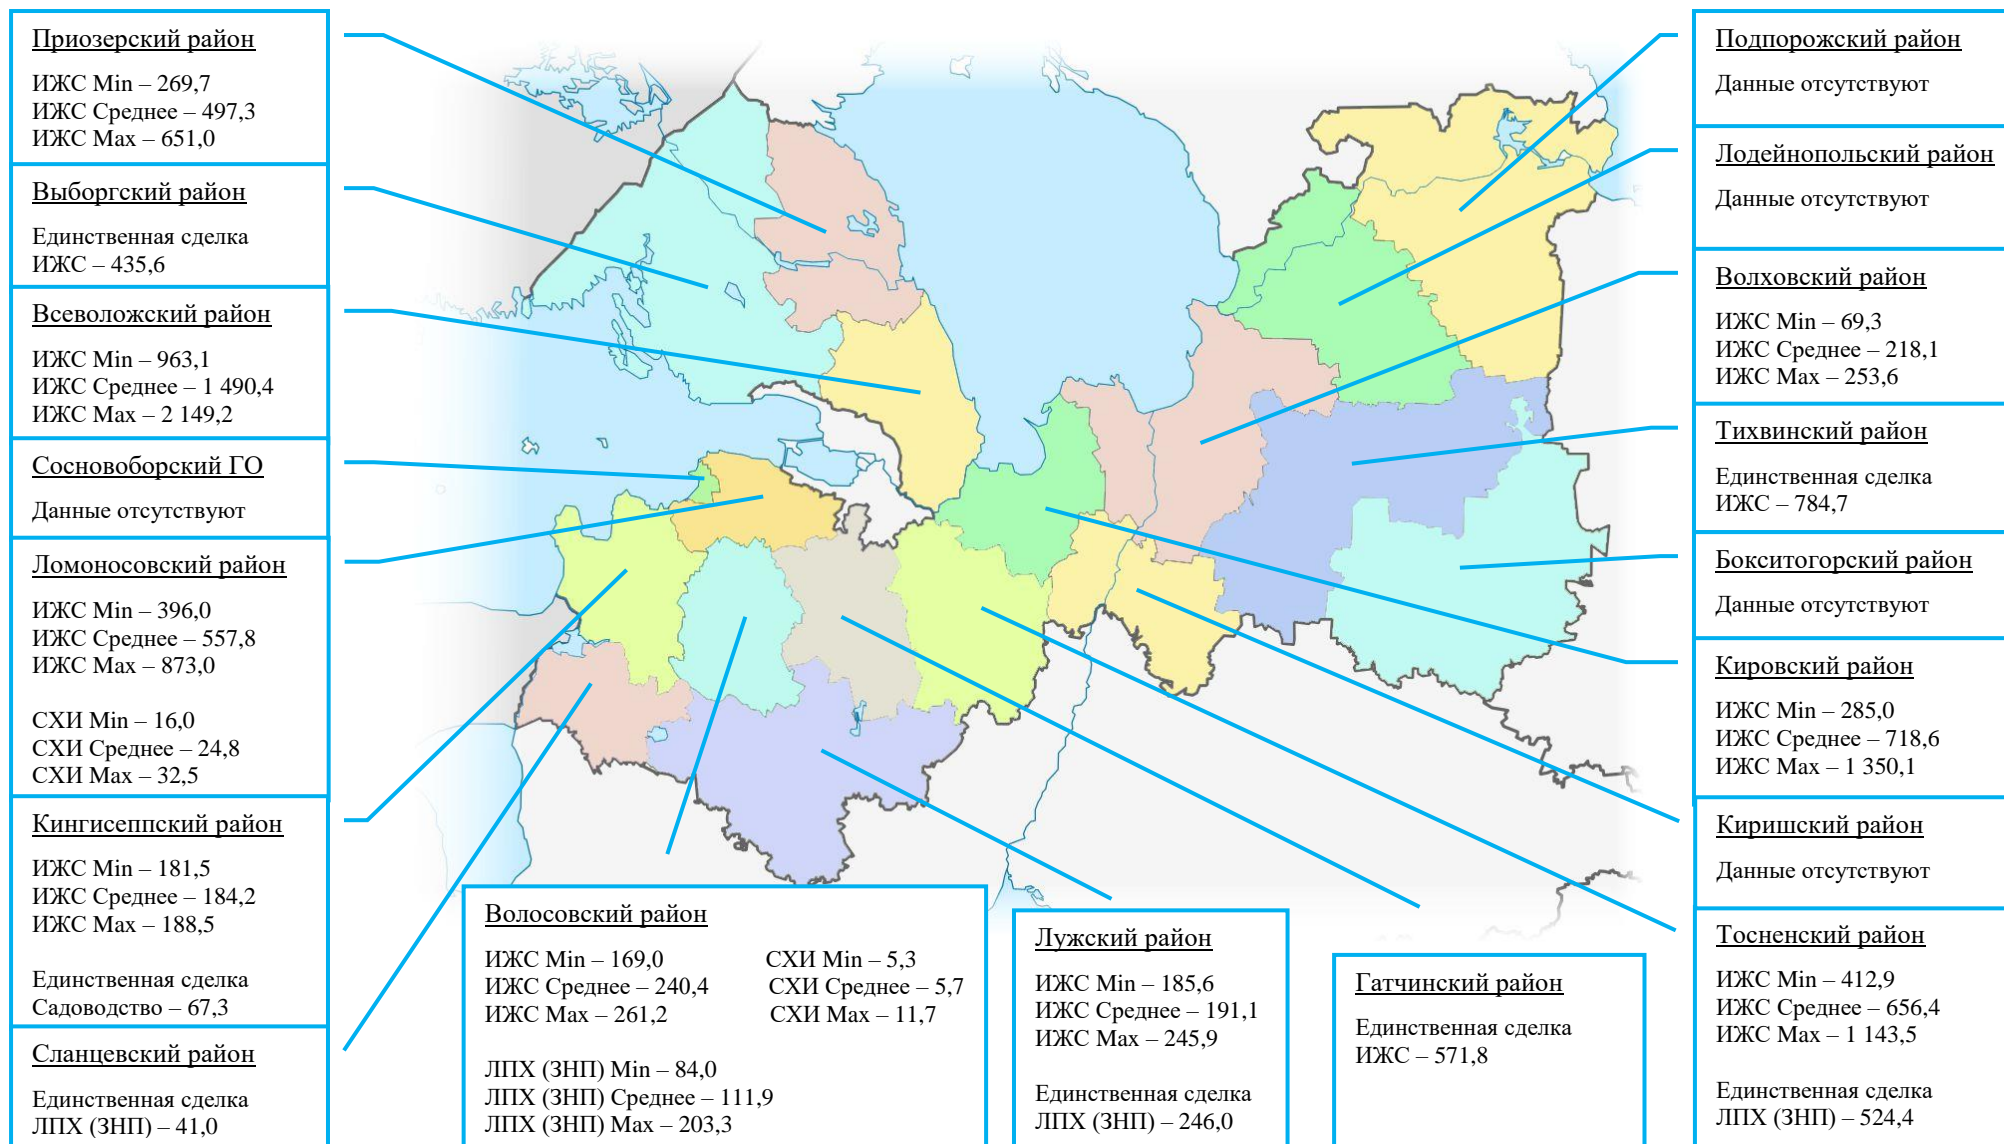 Приозерский район
ИЖС Min – 269,7
ИЖС Среднее – 497,3
ИЖС Max – 651,0
Выборгский район
Единственная сделка
ИЖС – 435,6
Всеволожский район
ИЖС Min – 963,1
ИЖС Среднее – 1 490,4
ИЖС Max – 2 149,2
Сосновоборский ГО
Данные отсутствуют
Ломоносовский район
ИЖС Min – 396,0
ИЖС Среднее – 557,8
ИЖС Max – 873,0
СХИ Min – 16,0
СХИ Среднее – 24,8
СХИ Max – 32,5
Кингисеппский район
ИЖС Min – 181,5
ИЖС Среднее – 184,2
ИЖС Max – 188,5
Единственная сделка
Садоводство – 67,3
Сланцевский район
Единственная сделка
ЛПХ (ЗНП) – 41,0
Волосовский район
ИЖС Min – 169,0 СХИ Min – 5,3
ИЖС Среднее – 240,4 СХИ Среднее – 5,7
ИЖС Max – 261,2 СХИ Max – 11,7
ЛПХ (ЗНП) Min – 84,0
ЛПХ (ЗНП) Среднее – 111,9
ЛПХ (ЗНП) Max – 203,3
Лужский район
ИЖС Min – 185,6
ИЖС Среднее – 191,1
ИЖС Max – 245,9
Единственная сделка
ЛПХ (ЗНП) – 246,0
Гатчинский район
Единственная сделка
ИЖС – 571,8
Подпорожский район
Данные отсутствуют
Лодейнопольский район
Данные отсутствуют
Волховский район
ИЖС Min – 69,3
ИЖС Среднее – 218,1
ИЖС Max – 253,6
Тихвинский район
Единственная сделка
ИЖС – 784,7
Бокситогорский район
Данные отсутствуют
Кировский район
ИЖС Min – 285,0
ИЖС Среднее – 718,6
ИЖС Max – 1 350,1
Киришский район
Данные отсутствуют
Тосненский район
ИЖС Min – 412,9
ИЖС Среднее – 656,4
ИЖС Max – 1 143,5
Единственная сделка
ЛПХ (ЗНП) – 524,4